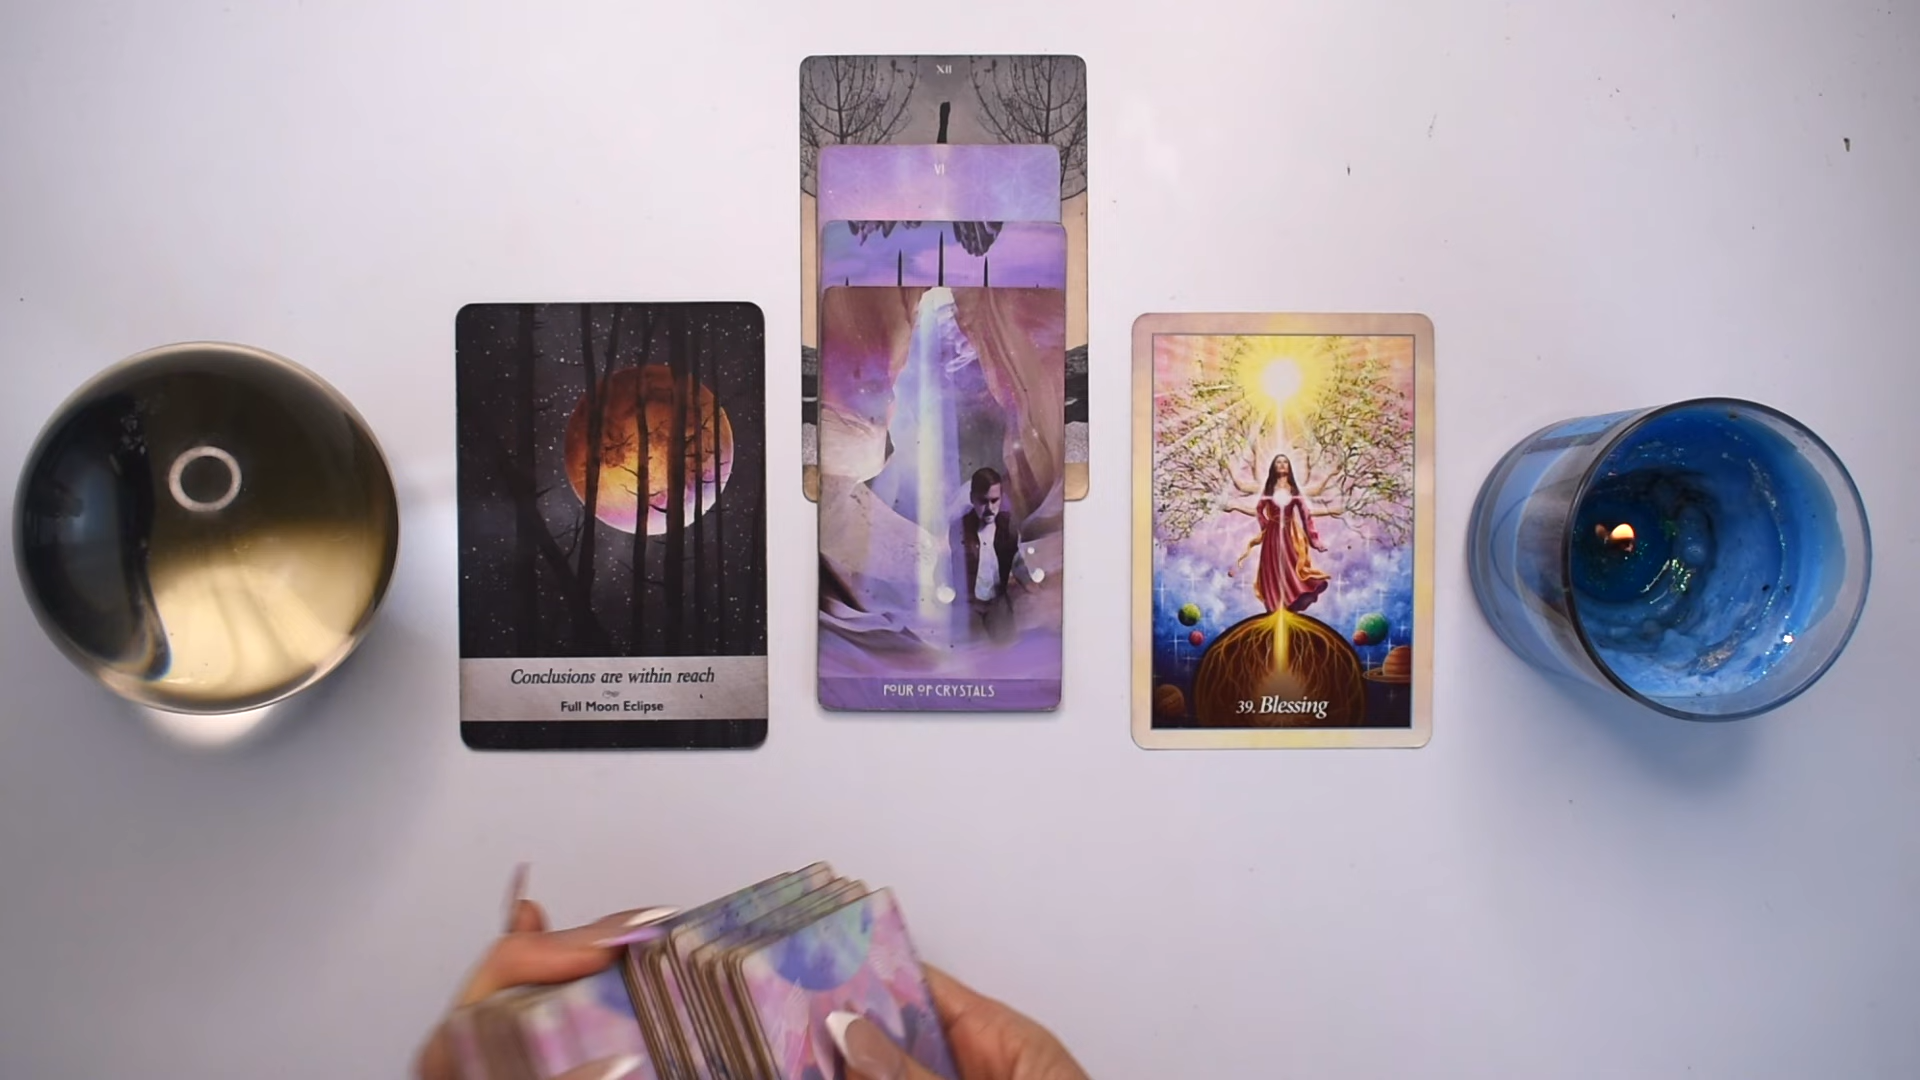 XII
VI
Conclusions are within reach
Full Moon Eclipse
FOUR OF CRYSTALS
39. Blessing